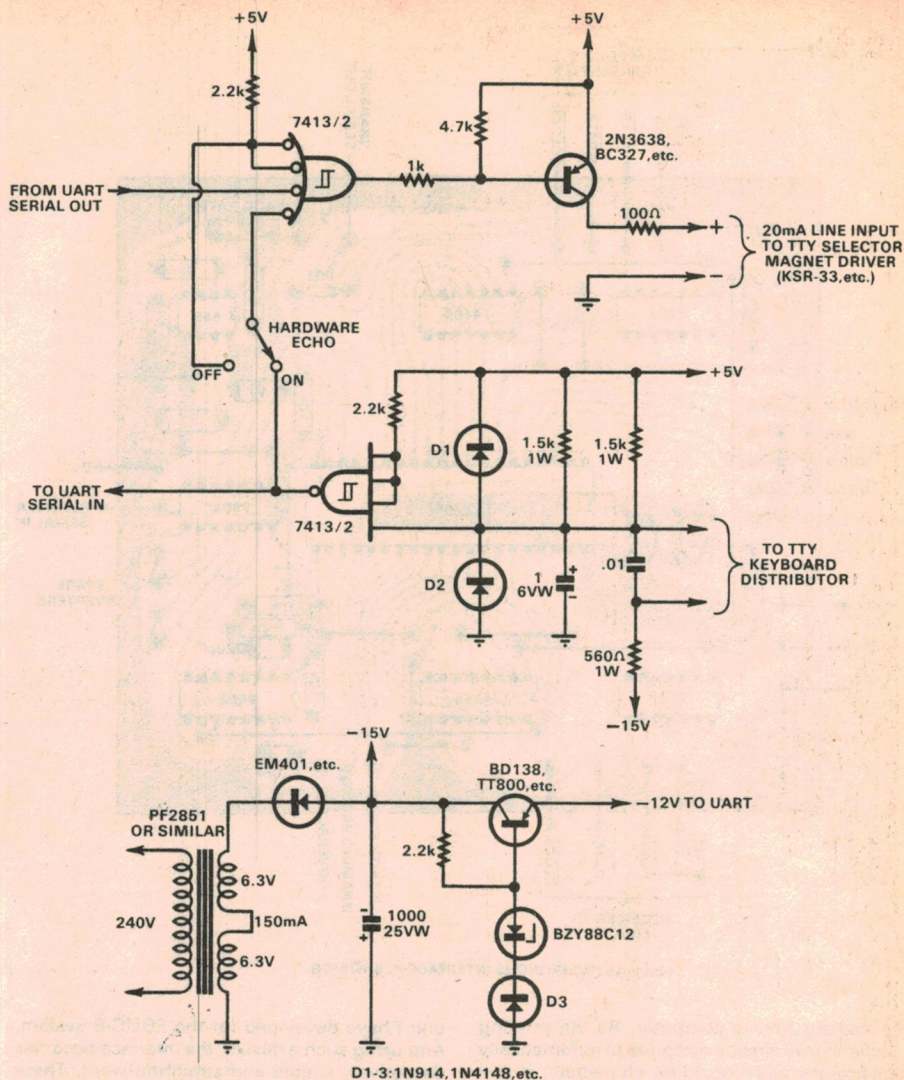 +5V
+5V
2.2k
7413/2
4.7k
2N3638,
BC327,etc.
1k
FROM UART
SERIAL OUT
100Ω
+
-
20mA LINE INPUT
TO TTY SELECTOR
MAGNET DRIVER
(KSR-33,etc.)
HARDWARE
ECHO
OFF
ON
+5V
2.2k
D1
1.5k
1W
1.5k
1W
TO UART
SERIAL IN
7413/2
D2
1
6VW
+
-
.01
TO TTY
KEYBOARD
DISTRIBUTOR
560Ω
1W
-15V
-15V
EM401,etc.
BD138,
TT800,etc.
-12V TO UART
PF2851
OR SIMILAR
2.2k
6.3V
240V
150mA
-
+
1000
25VW
BZY88C12
6.3V
D3
D1-3:1N914,1N4148,etc.